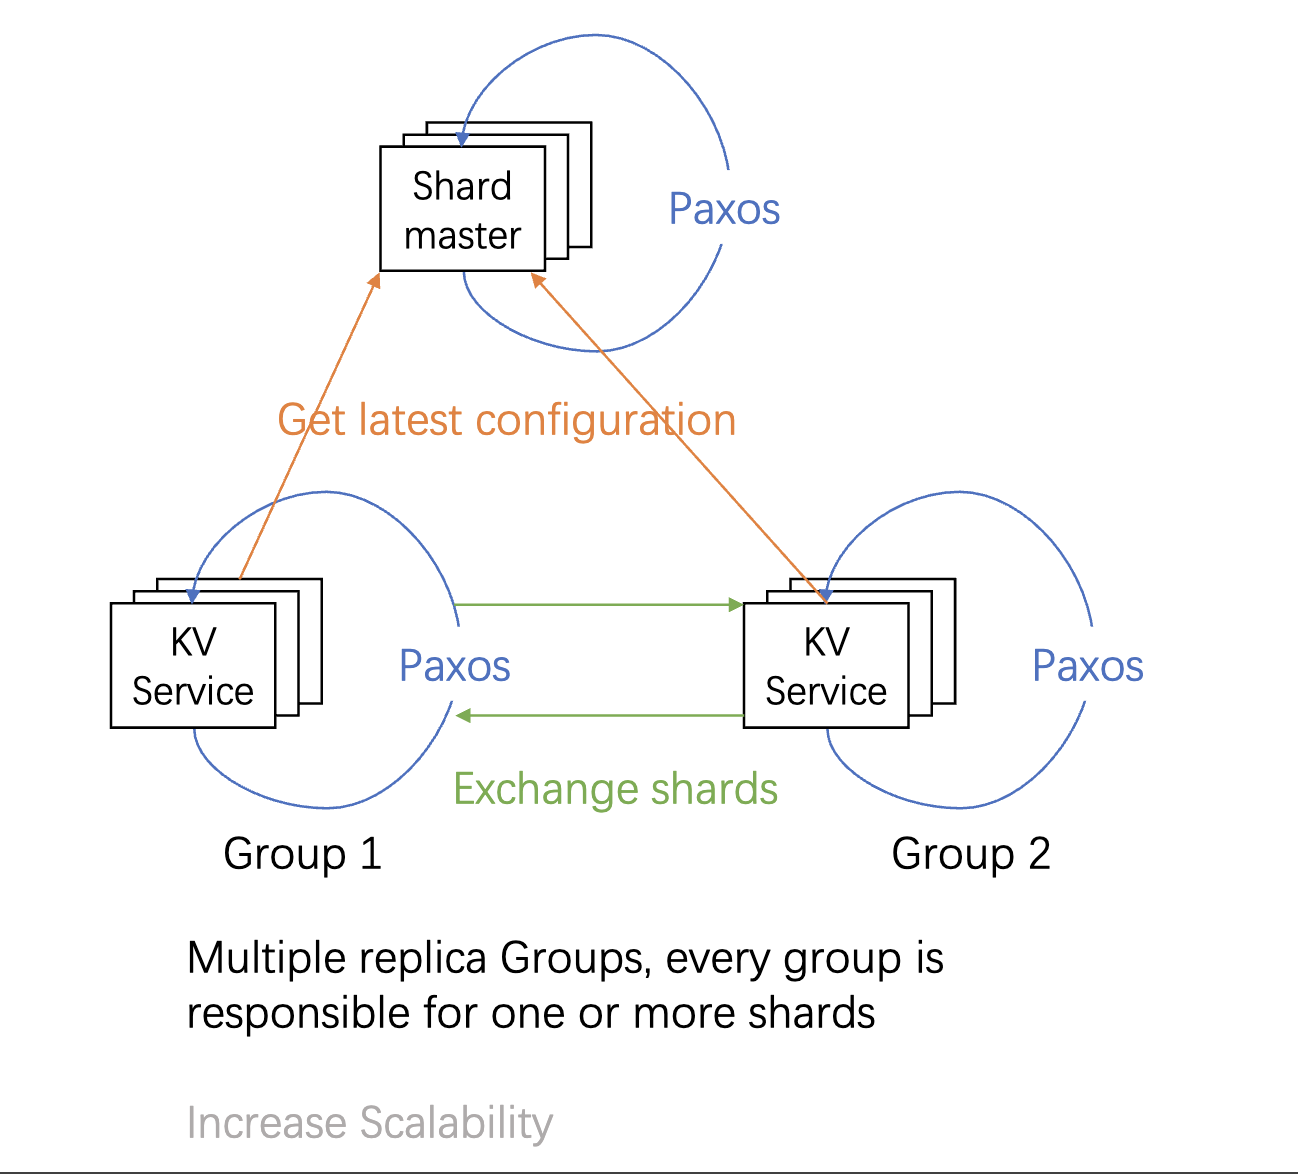 Shard
master
Paxos
Get latest configuration
KV
Service
Paxos
KV
Service
Paxos
Exchange shards
Group 1
Group 2
Multiple replica Groups, every group is
responsible for one or more shards
Increase Scalability